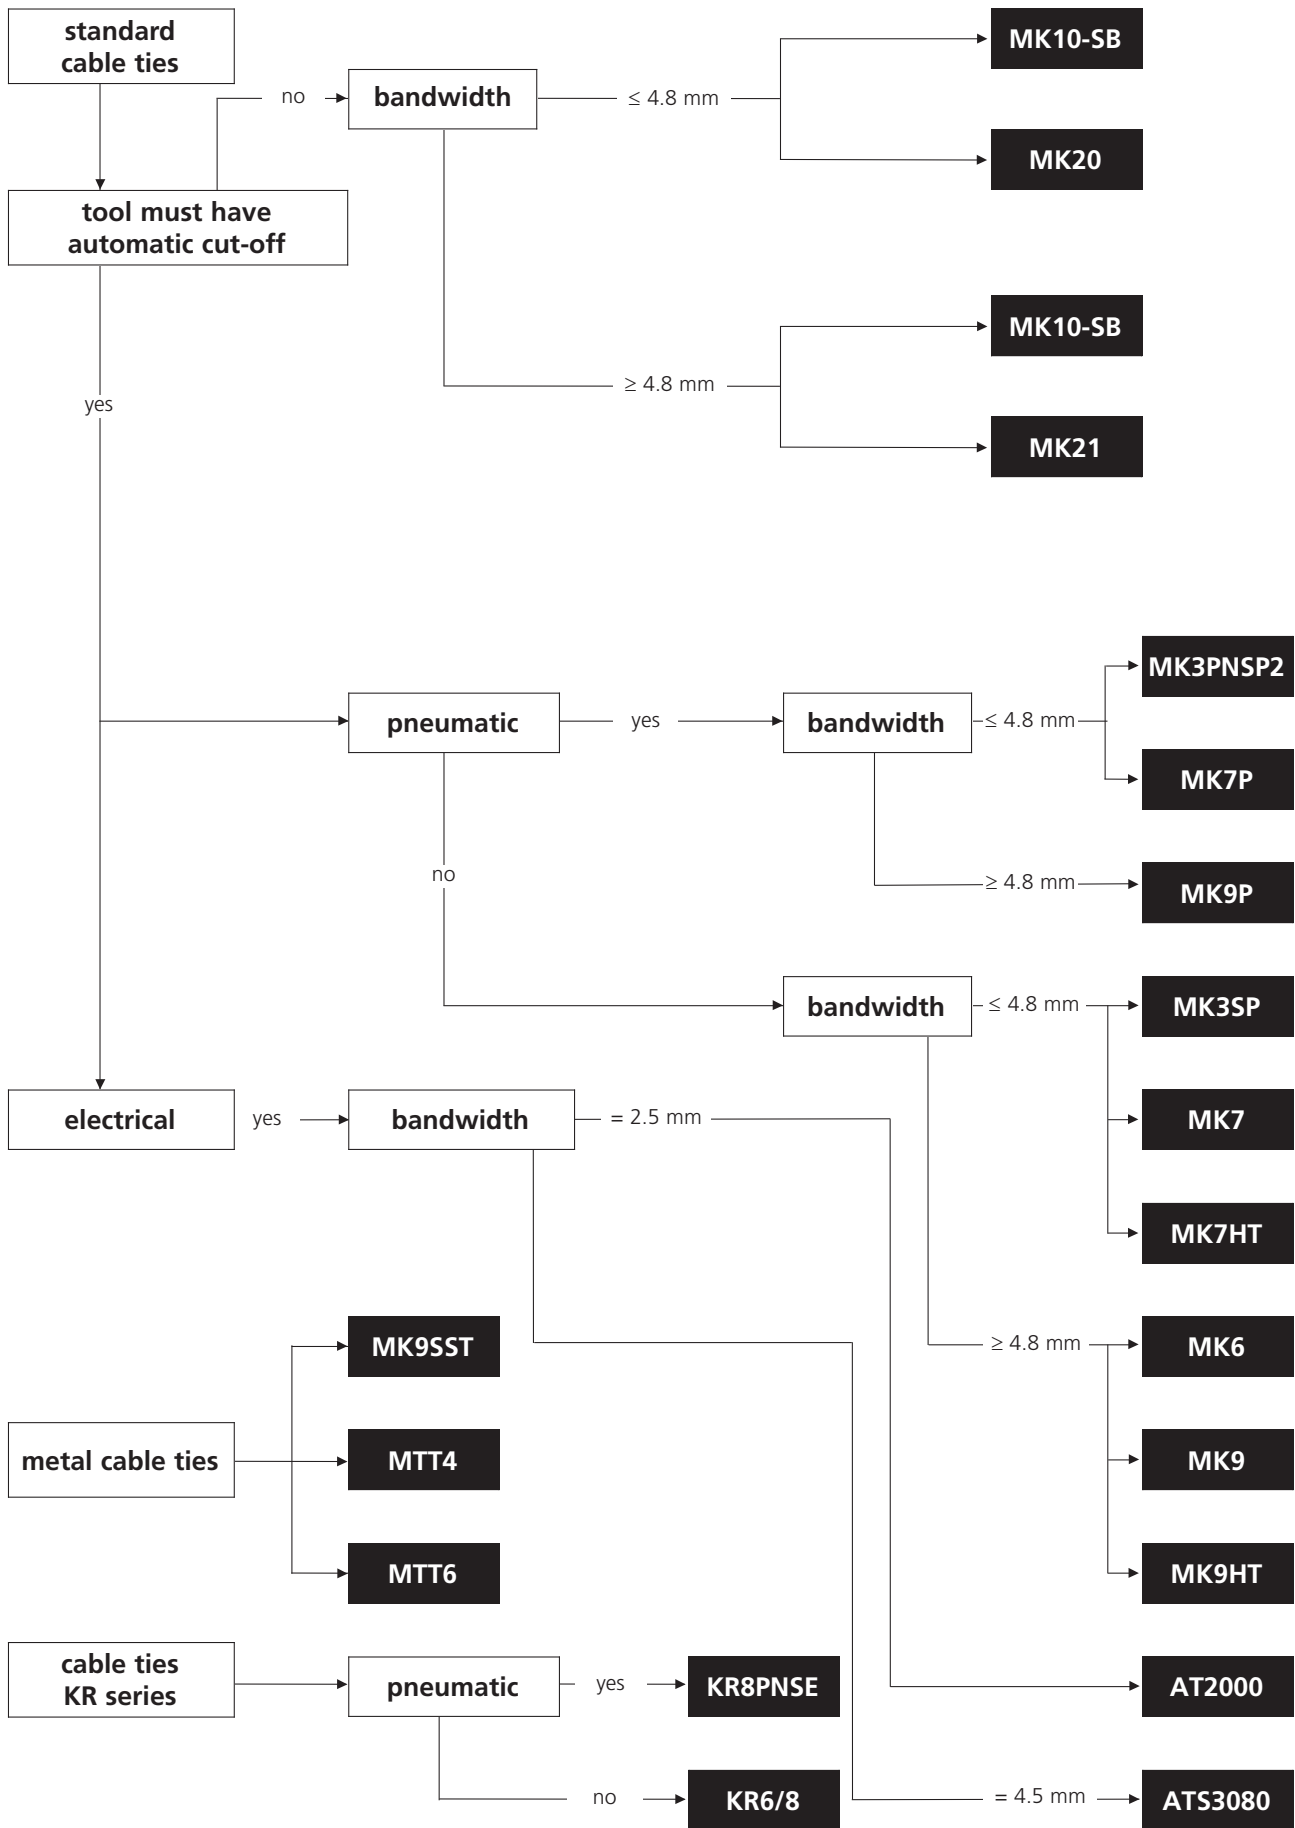 standard
cable ties
MK10-SB
no
bandwidth
≤ 4.8 mm
MK20
tool must have
automatic cut-off
MK10-SB
≥ 4.8 mm
yes
MK21
MK3PNSP2
pneumatic
yes
bandwidth
≤ 4.8 mm
MK7P
no
≥ 4.8 mm
MK9P
bandwidth
≤ 4.8 mm
MK3SP
electrical
yes
bandwidth
= 2.5 mm
MK7
MK7HT
MK9SST
≥ 4.8 mm
MK6
metal cable ties
MTT4
MK9
MTT6
MK9HT
cable ties
KR series
pneumatic
yes
KR8PNSE
AT2000
no
KR6/8
= 4.5 mm
ATS3080